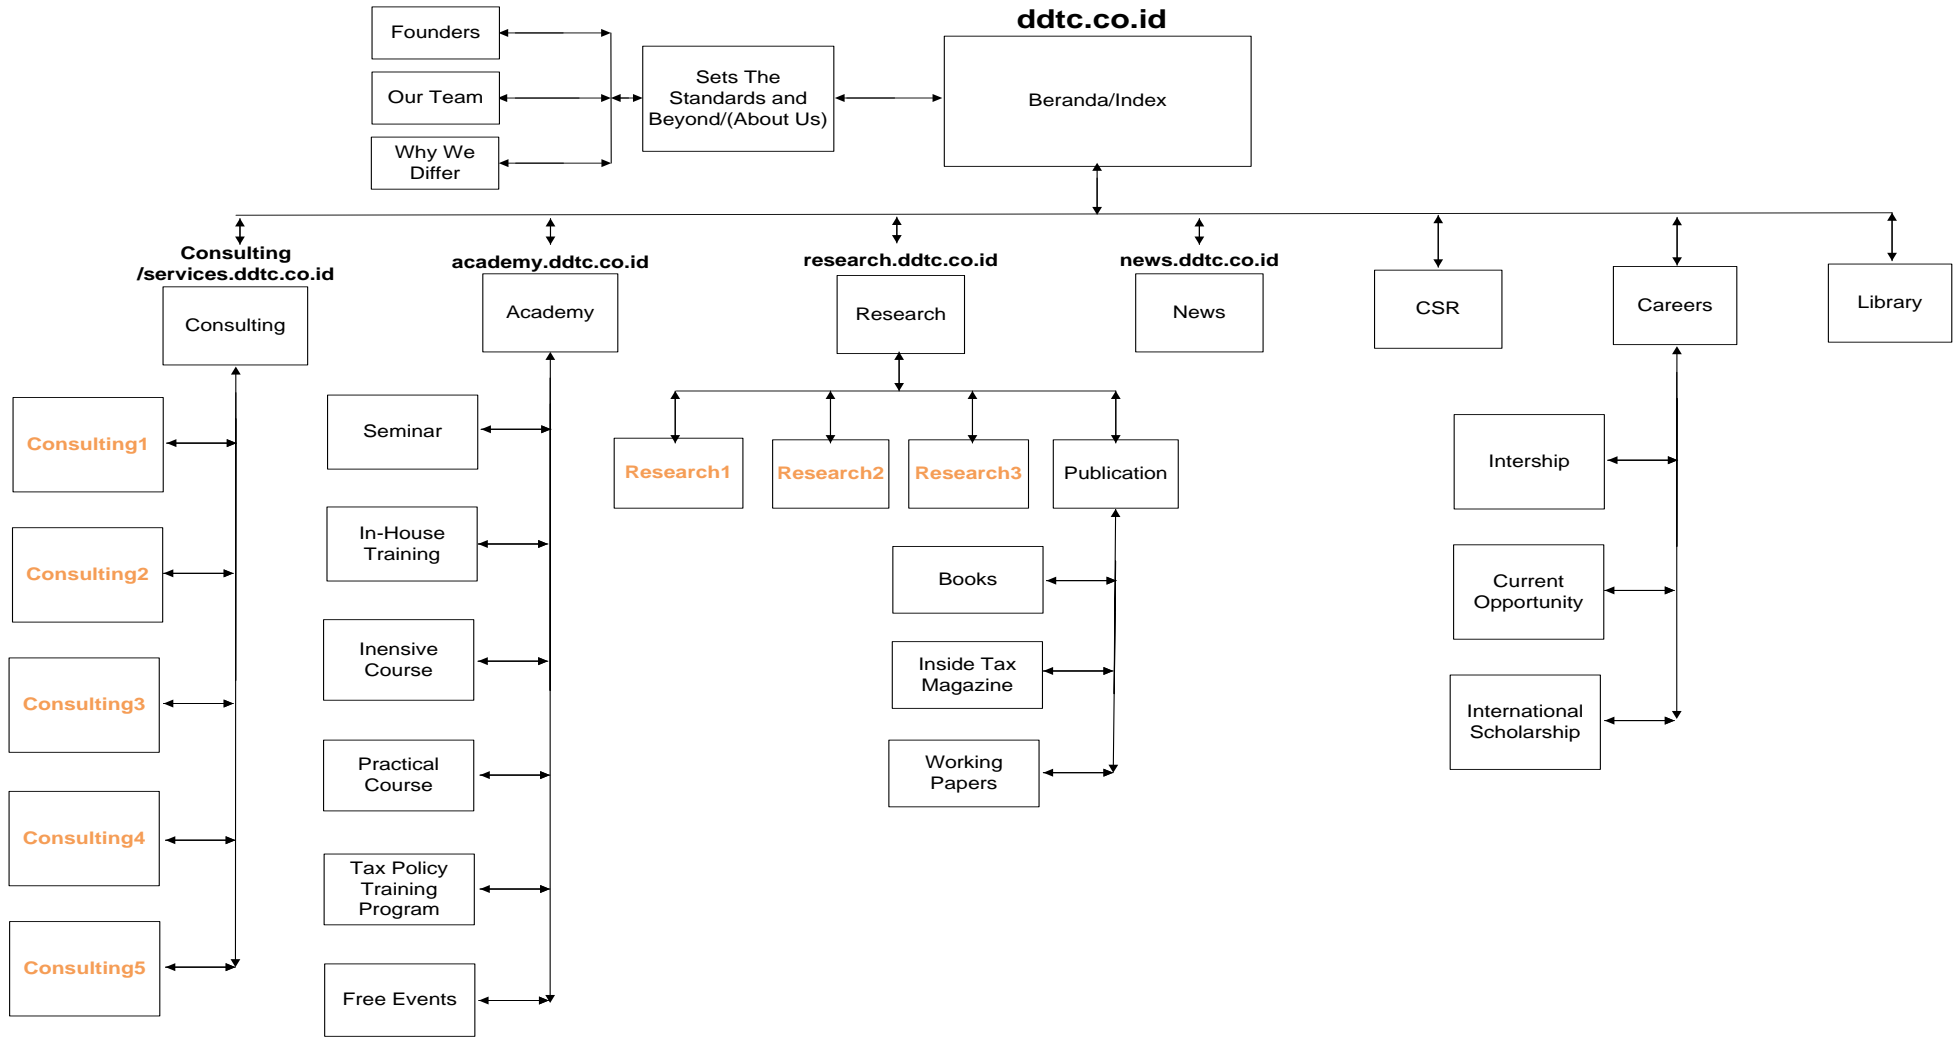 ddtc.co.id
Founders
Sets The
Standards and
Beyond/(About Us)
Beranda/Index
Our Team
Why We
Differ
Consulting
/services.ddtc.co.id
academy.ddtc.co.id
research.ddtc.co.id
news.ddtc.co.id
Consulting
Academy
Research
News
CSR
Careers
Library
Consulting1
Consulting2
Consulting3
Consulting4
Consulting5
Seminar
In-House
Training
Inensive
Course
Practical
Course
Tax Policy
Training
Program
Free Events
Research1
Research2
Research3
Publication
Books
Inside Tax
Magazine
Working
Papers
Intership
Current
Opportunity
International
Scholarship